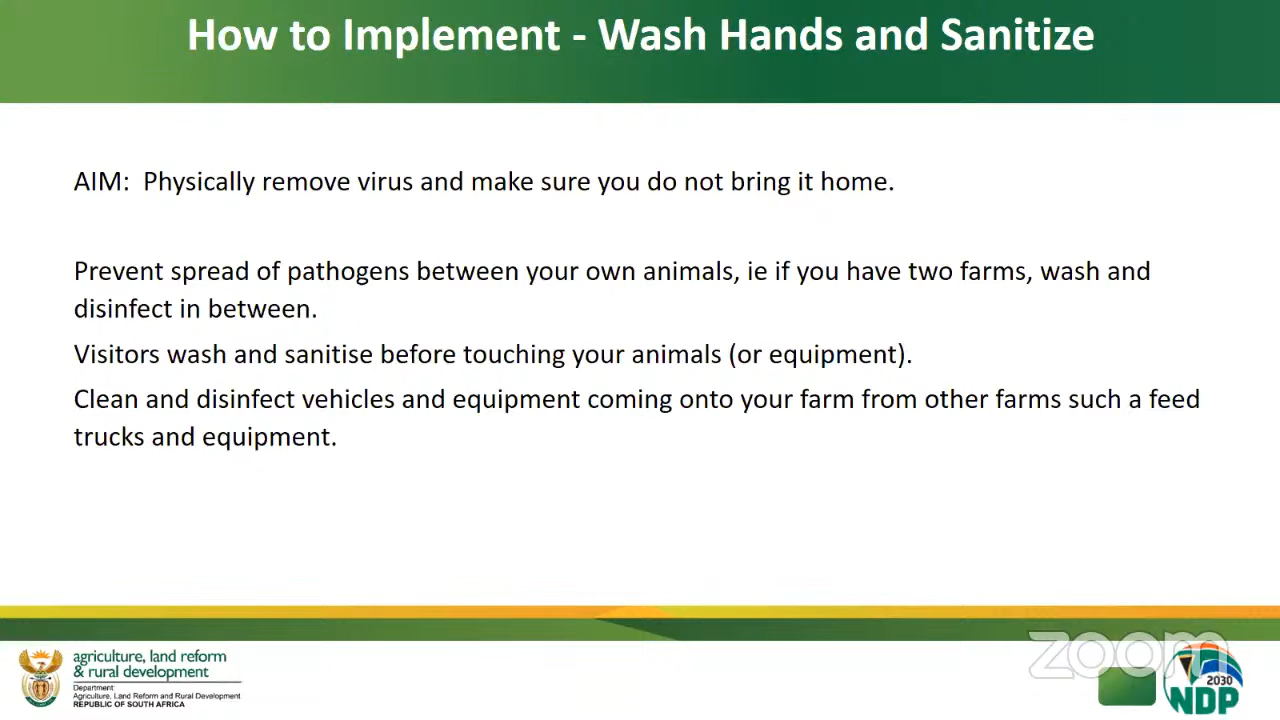 How to Implement - Wash Hands and Sanitize
AIM: Physically remove virus and make sure you do not bring it home.
Prevent spread of pathogens between your own animals, ie if you have two farms, wash and
disinfect in between.
Visitors wash and sanitise before touching your animals (or equipment).
Clean and disinfect vehicles and equipment coming onto your farm from other farms such a feed
trucks and equipment.
agriculture, land reform
& rural development
Department:
Agriculture, Land Reform and Rural Development
REPUBLIC OF SOUTH AFRICA
zoom
2030
NDP